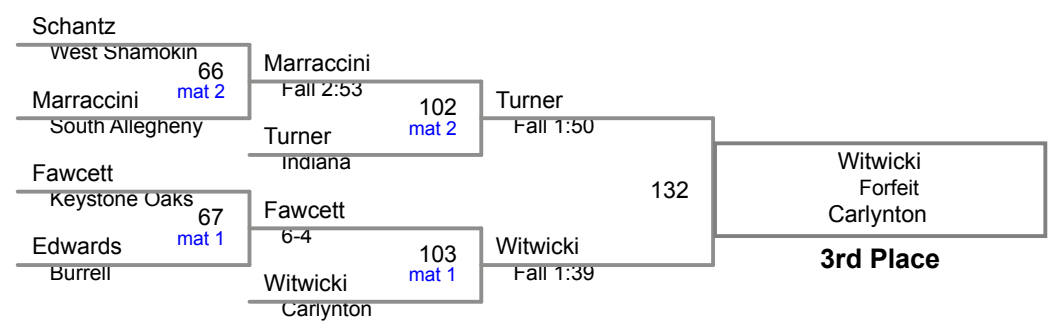 Schantz
West Shamokin
66
mat 2
Marraccini
South Allegheny
Fawcett
Keystone Oaks
67
mat 1
Edwards
Burrell
Marraccini
Fall 2:53
102
mat 2
Turner
Indiana
Fawcett
6-4
103
mat 1
Witwicki
Carlynton
Turner
Fall 1:50
132
Witwicki
Fall 1:39
Witwicki
Forfeit
Carlynton
3rd Place